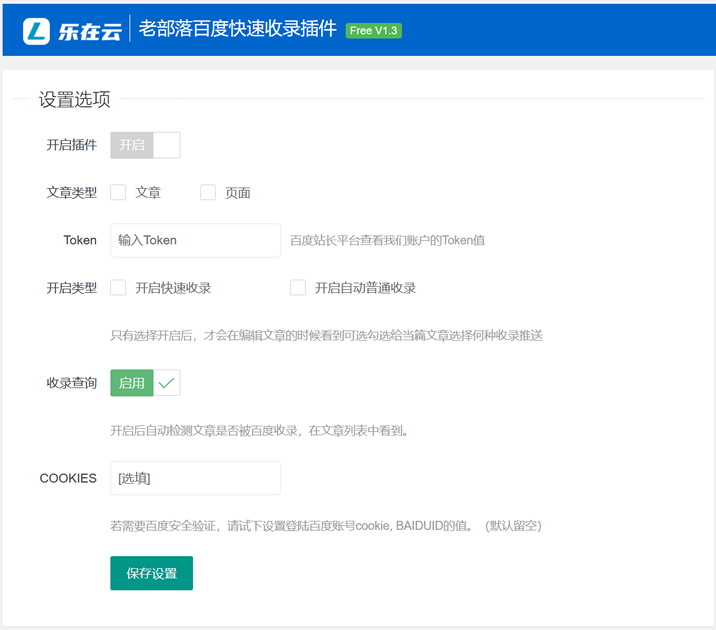 乐在云 老部落百度快速收录插件 Free V1.3
设置选项
开启插件 开启
文章类型 文章 页面
Token 输入Token 百度站长平台查看我们账户的Token值
开启类型 开启快速收录 开启自动普通收录
只有选择开启后，才会在编辑文章的时候看到可选勾选给当篇文章选择何种收录推送
收录查询 启用
开启后自动检测文章是否被百度收录，在文章列表中看到。
COOKIES [选填]
若需要百度安全验证，请试下设置登陆百度账号cookie, BAIDUID的值。（默认留空）
保存设置